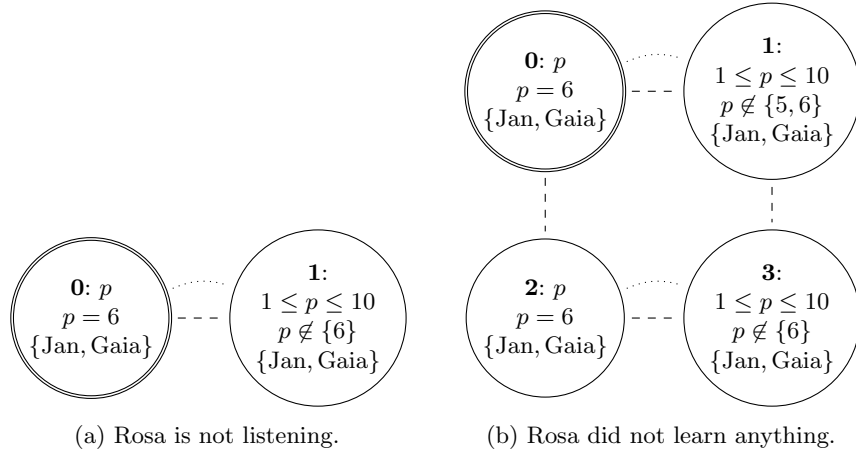 0: p
p = 6
{Jan, Gaia}
1:
1 ≤ p ≤ 10
p ∉ {6}
{Jan, Gaia}
(a) Rosa is not listening.
0: p
p = 6
{Jan, Gaia}
1:
1 ≤ p ≤ 10
p ∉ {5, 6}
{Jan, Gaia}
2: p
p = 6
{Jan, Gaia}
3:
1 ≤ p ≤ 10
p ∉ {6}
{Jan, Gaia}
(b) Rosa did not learn anything.